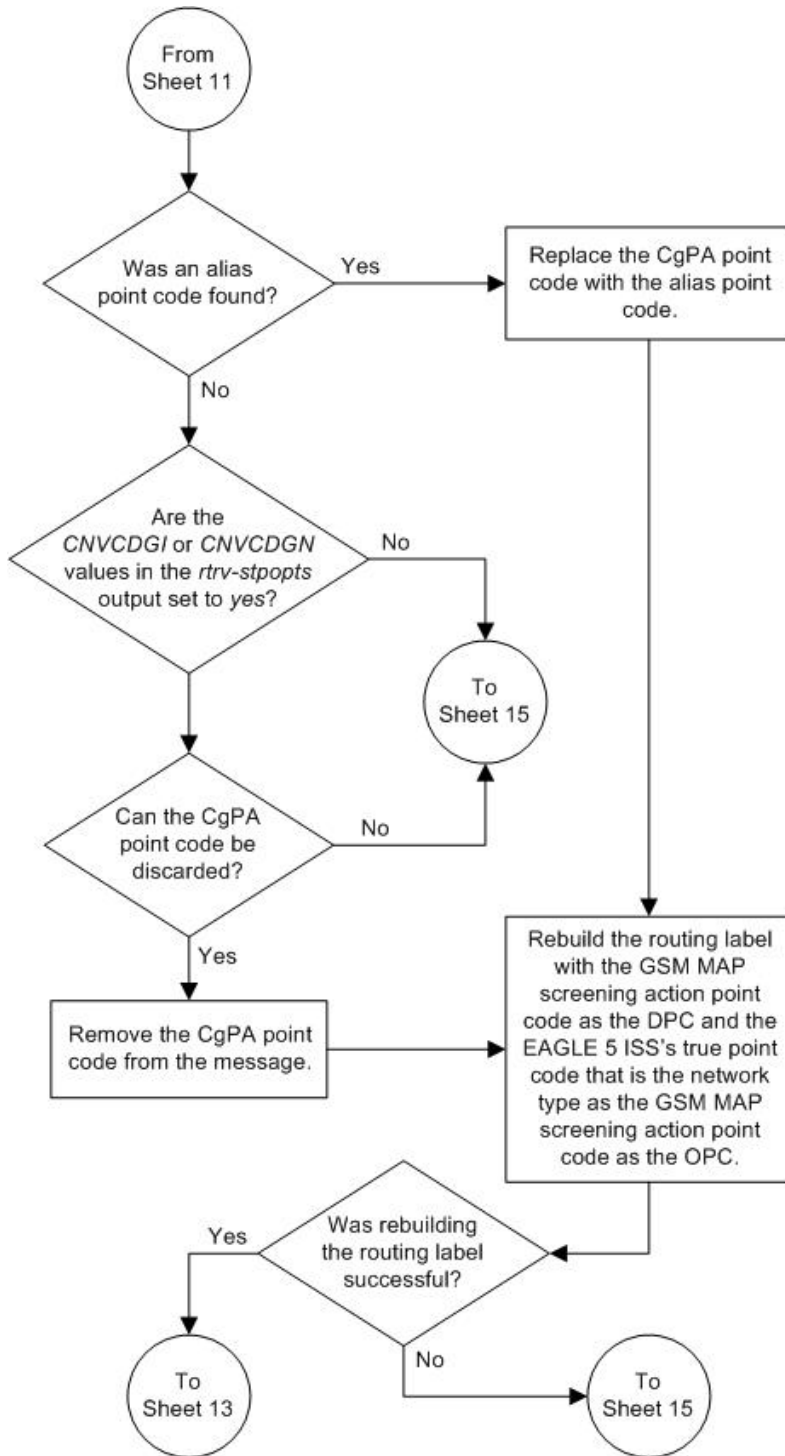 From
Sheet 11
Was an alias
point code found?
Yes
Replace the CgPA point
code with the alias point
code.
No
Are the
CNVCDGI or CNVCDGN
values in the rtrv-stpopts
output set to yes?
No
To
Sheet 15
Can the CgPA
point code be
discarded?
No
Yes
Remove the CgPA point
code from the message.
Rebuild the routing label
with the GSM MAP
screening action point
code as the DPC and the
EAGLE 5 ISS's true point
code that is the network
type as the GSM MAP
screening action point
code as the OPC.
Was rebuilding
the routing label
successful?
Yes
No
To
Sheet 13
To
Sheet 15